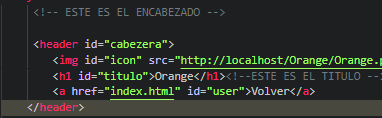 <!-- ESTE ES EL ENCABEZADO -->
<header id="cabezera">
<img id="icon" src="http://localhost/Orange/Orange.p
<h1 id="titulo">Orange</h1><!--ESTE ES EL TITULO --
<a href="index.html" id="user">Volver</a>
</header>